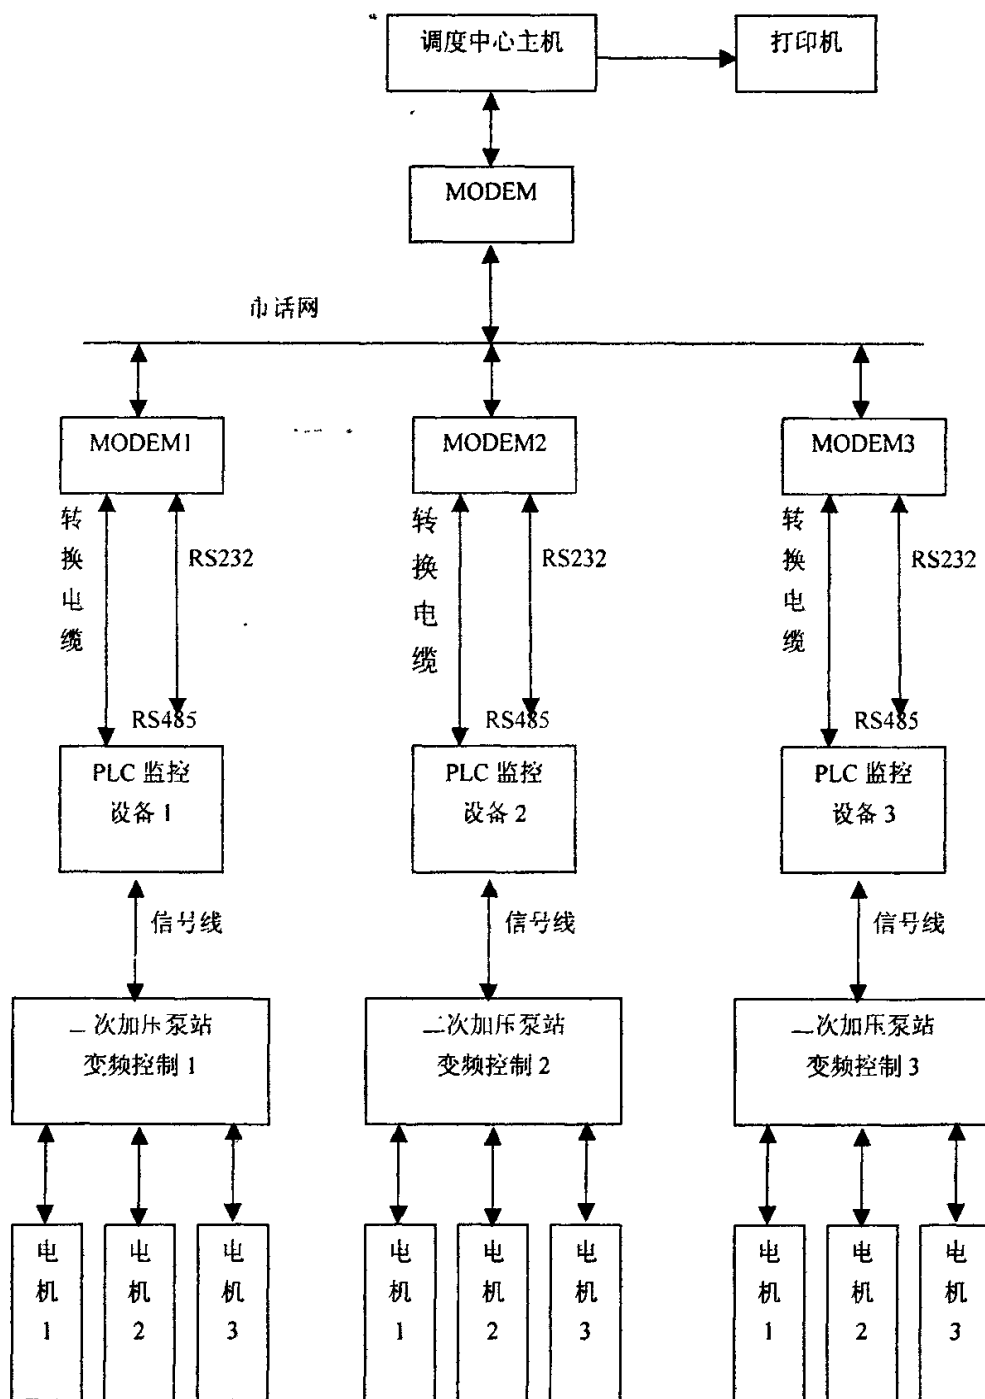 调度中心主机
打印机
MODEM
市话网
MODEM1
MODEM2
MODEM3
转
换
电
缆
RS232
转
换
电
缆
RS232
转
换
电
缆
RS232
RS485
RS485
RS485
PLC 监控
设备 1
PLC 监控
设备 2
PLC 监控
设备 3
信号线
信号线
信号线
二次加压泵站
变频控制 1
二次加压泵站
变频控制 2
二次加压泵站
变频控制 3
电
机
1
电
机
2
电
机
3
电
机
1
电
机
2
电
机
3
电
机
1
电
机
2
电
机
3